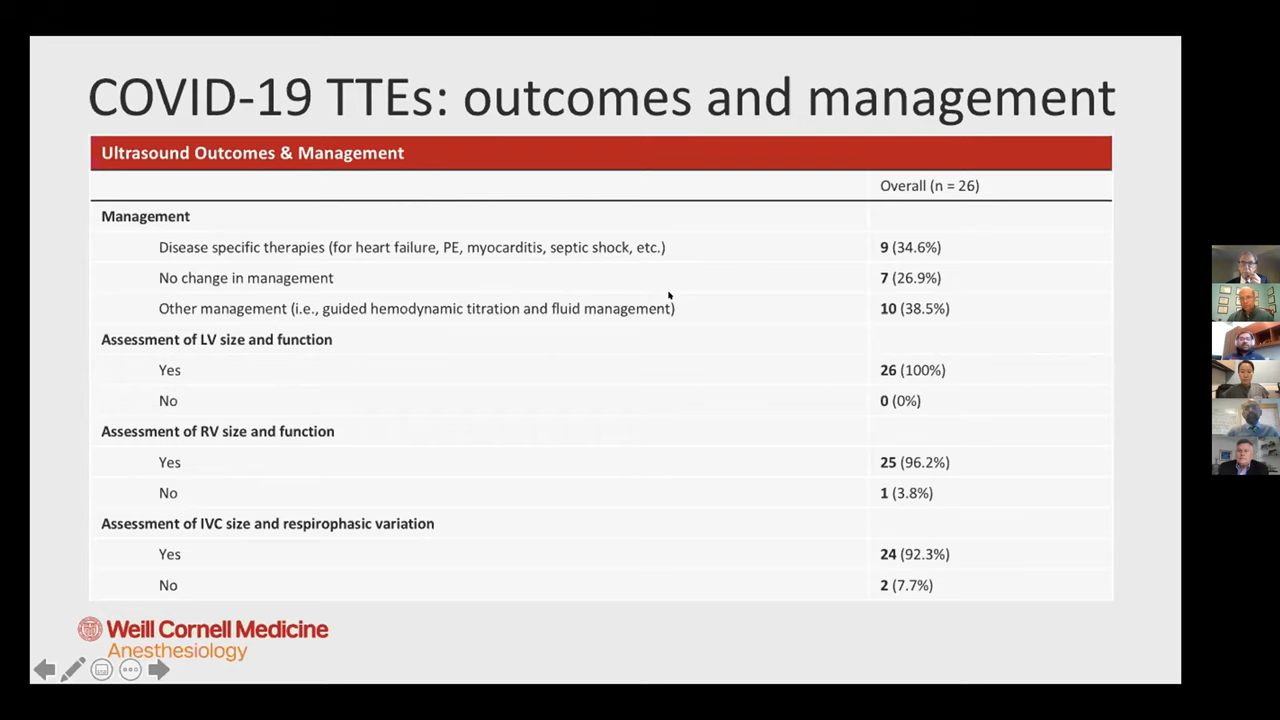 COVID-19 TTEs: outcomes and management
Ultrasound Outcomes & Management
Overall (n = 26)
Management
Disease specific therapies (for heart failure, PE, myocarditis, septic shock, etc.) 9 (34.6%)
No change in management 7 (26.9%)
Other management (i.e., guided hemodynamic titration and fluid management) 10 (38.5%)
Assessment of LV size and function
Yes 26 (100%)
No 0 (0%)
Assessment of RV size and function
Yes 25 (96.2%)
No 1 (3.8%)
Assessment of IVC size and respirophasic variation
Yes 24 (92.3%)
No 2 (7.7%)
Weill Cornell Medicine
Anesthesiology